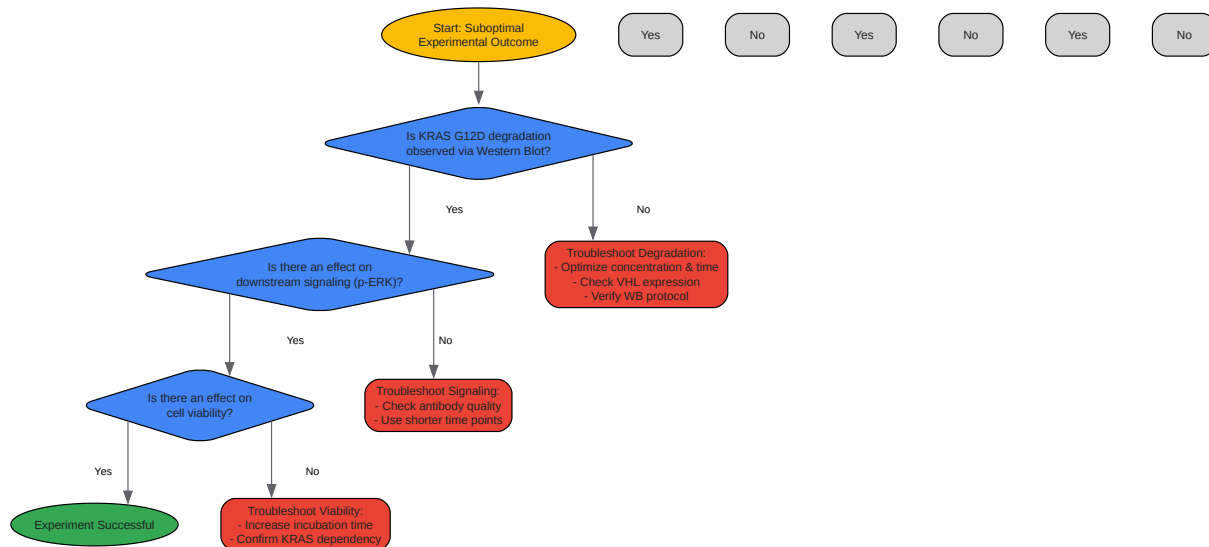 Start: Suboptimal
Experimental Outcome
Yes
No
Yes
No
Yes
No
Is KRAS G12D degradation
observed via Western Blot?
Yes
No
Is there an effect on
downstream signaling (p-ERK)?
Troubleshoot Degradation:
- Optimize concentration & time
- Check VHL expression
- Verify WB protocol
Yes
No
Is there an effect on
cell viability?
Troubleshoot Signaling:
- Check antibody quality
- Use shorter time points
Yes
No
Experiment Successful
Troubleshoot Viability:
- Increase incubation time
- Confirm KRAS dependency